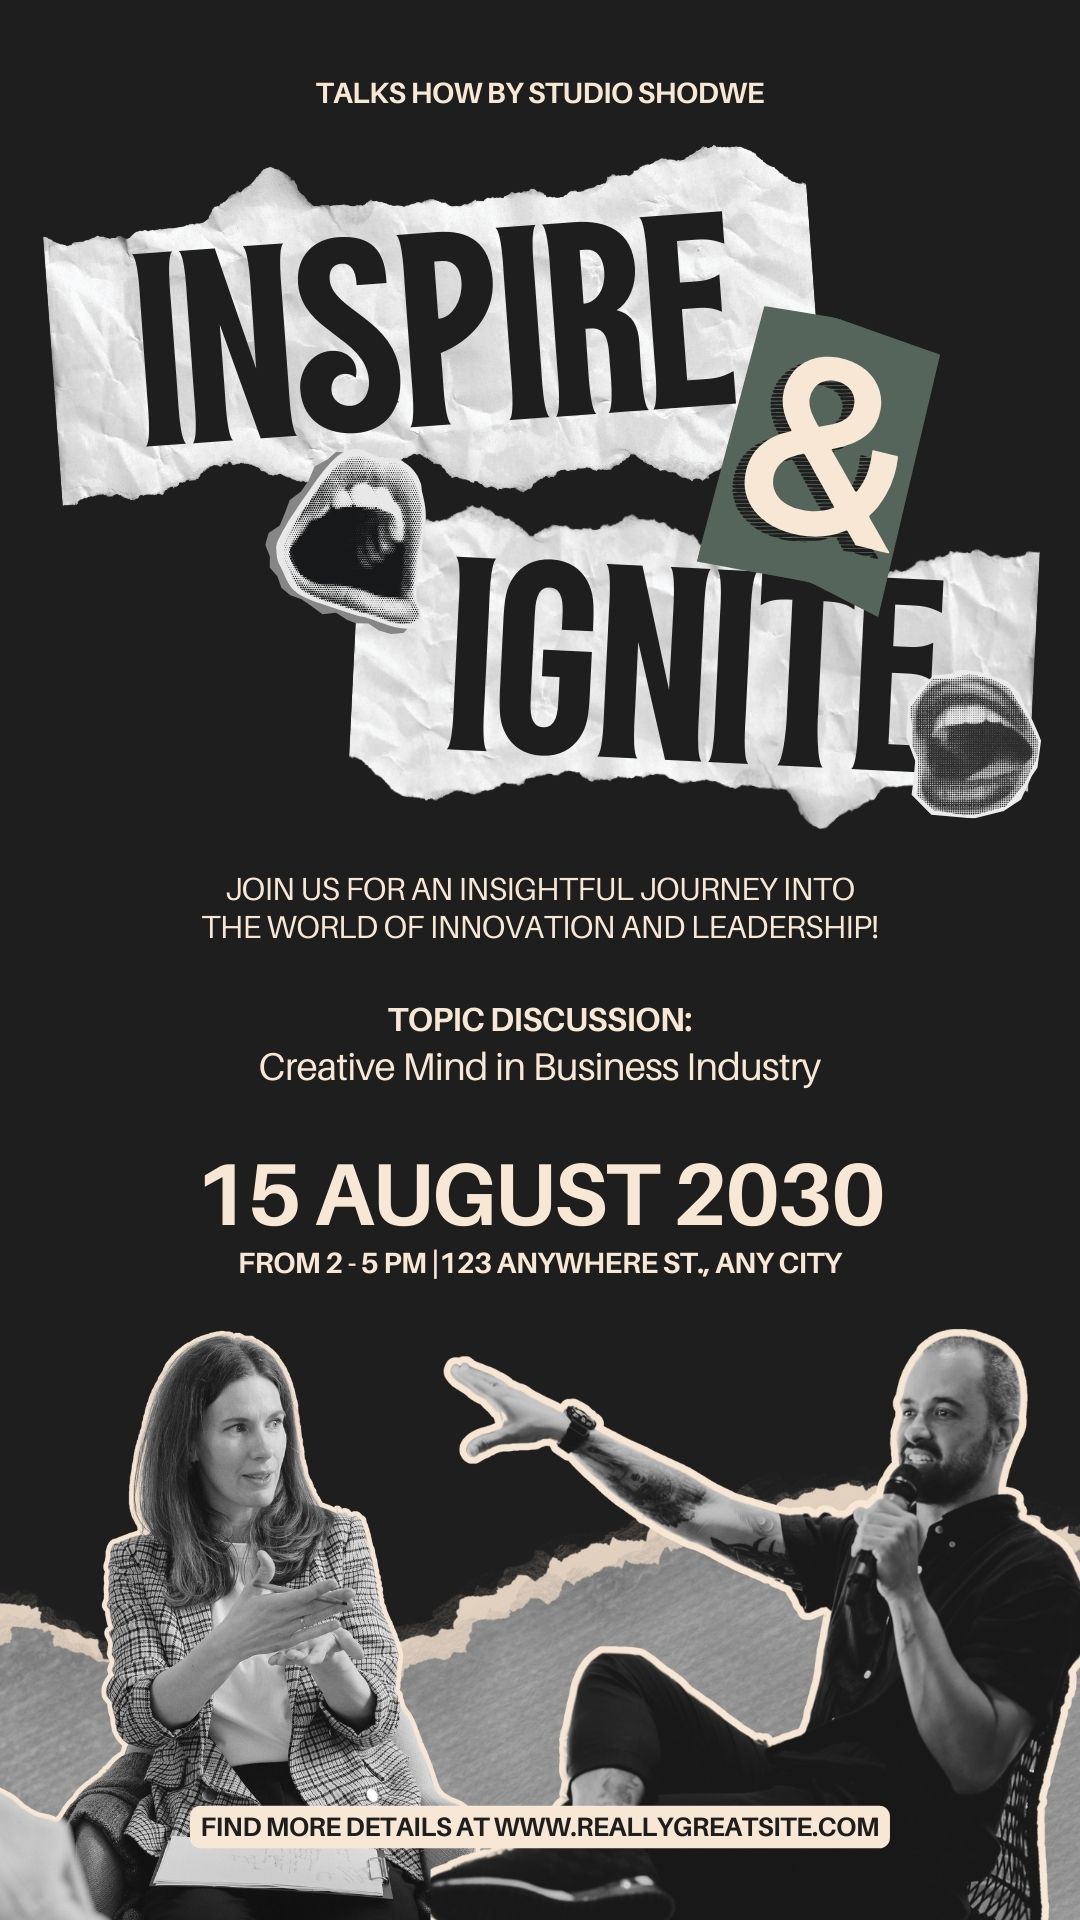 TALKS HOW BY STUDIO SHODWE
INSPIRE
&
IGNITE
JOIN US FOR AN INSIGHTFUL JOURNEY INTO
THE WORLD OF INNOVATION AND LEADERSHIP!
TOPIC DISCUSSION:
Creative Mind in Business Industry
15 AUGUST 2030
FROM 2 - 5 PM |123 ANYWHERE ST., ANY CITY
FIND MORE DETAILS AT WWW.REALLYGREATSITE.COM